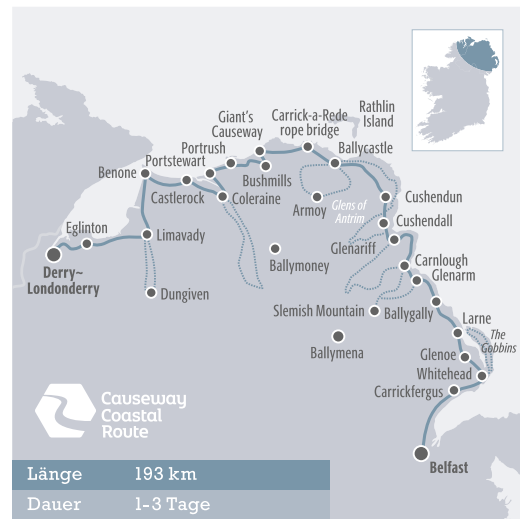 Rathlin
Island
Giant's
Causeway
Carrick-a-Rede
rope bridge
Portrush
Ballycastle
Portstewart
Benone
Bushmills
Castlerock
Coleraine
Armoy
Glens of
Antrim
Cushendun
Cushendall
Eglinton
Limavady
Glenariff
Ballymoney
Derry~
Londonderry
Carnlough
Glenarm
Dungiven
Slemish Mountain
Ballygally
Larne
The
Gobbins
Ballymena
Glenoe
Whitehead
Carrickfergus
Causeway
Coastal
Route
Belfast
Länge 193 km
Dauer 1-3 Tage